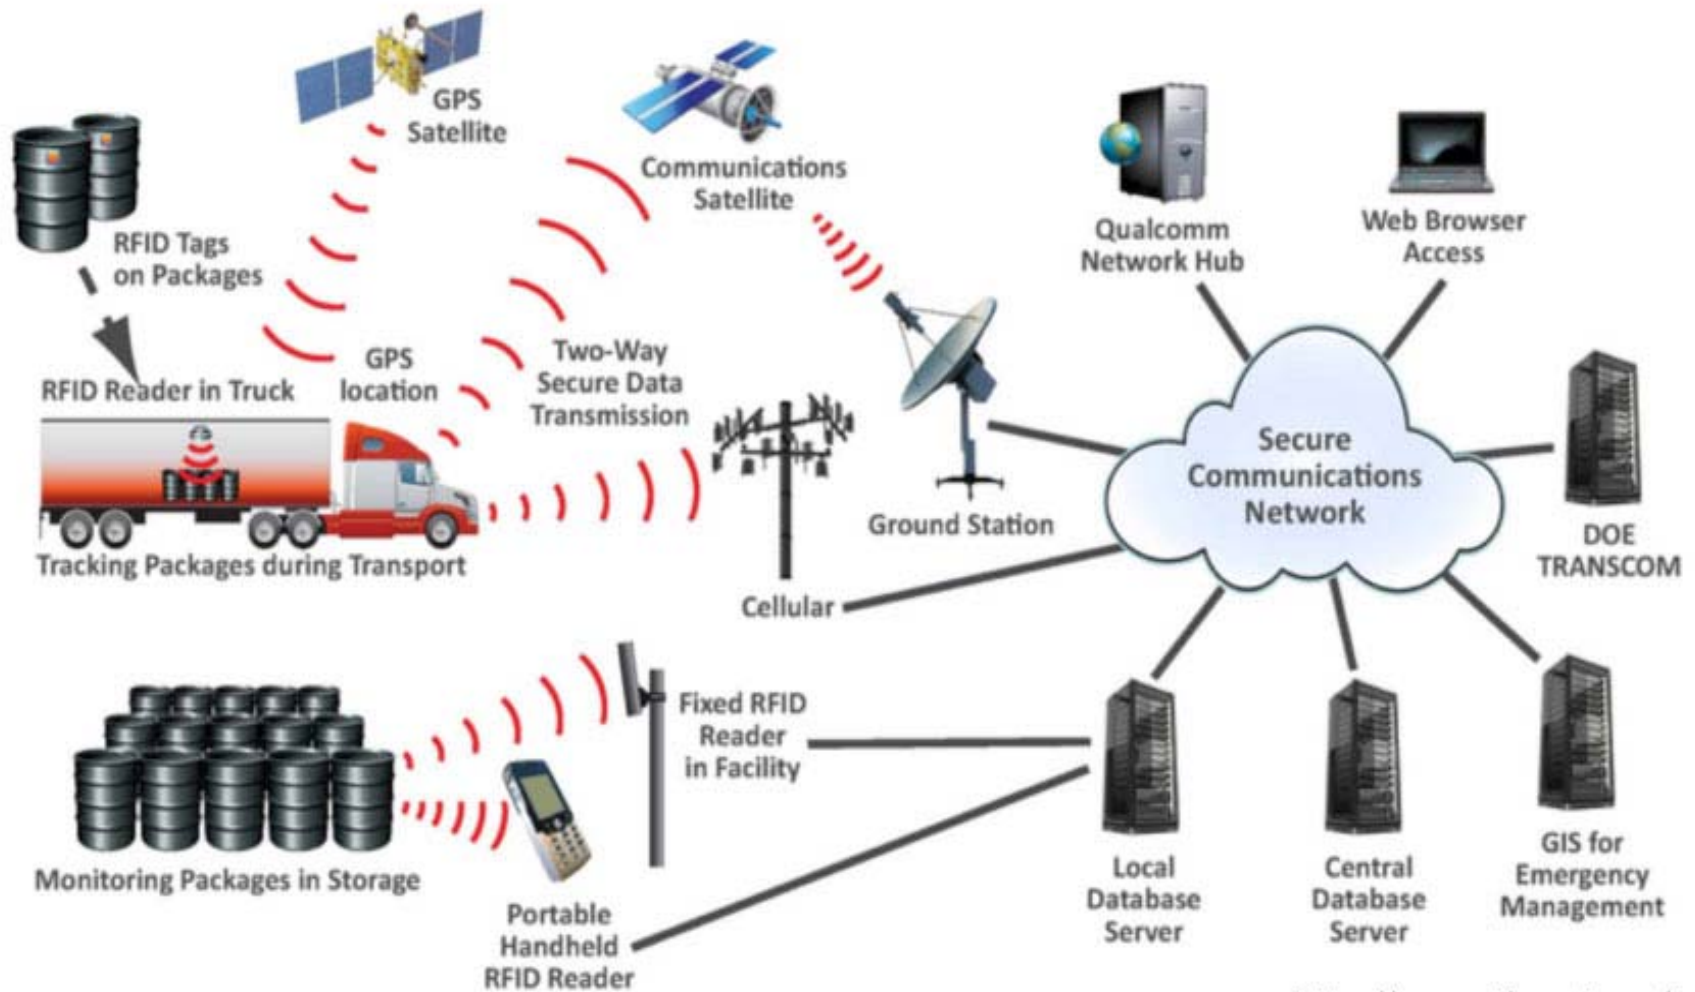 GPS
Satellite
Communications
Satellite
RFID Tags
on Packages
Qualcomm
Network Hub
Web Browser
Access
RFID Reader in Truck
GPS
location
Two-Way
Secure Data
Transmission
Tracking Packages during Transport
Ground Station
Cellular
Secure
Communications
Network
DOE
TRANSCOM
Monitoring Packages in Storage
Fixed RFID
Reader
in Facility
Portable
Handheld
RFID Reader
Local
Database
Server
Central
Database
Server
GIS for
Emergency
Management